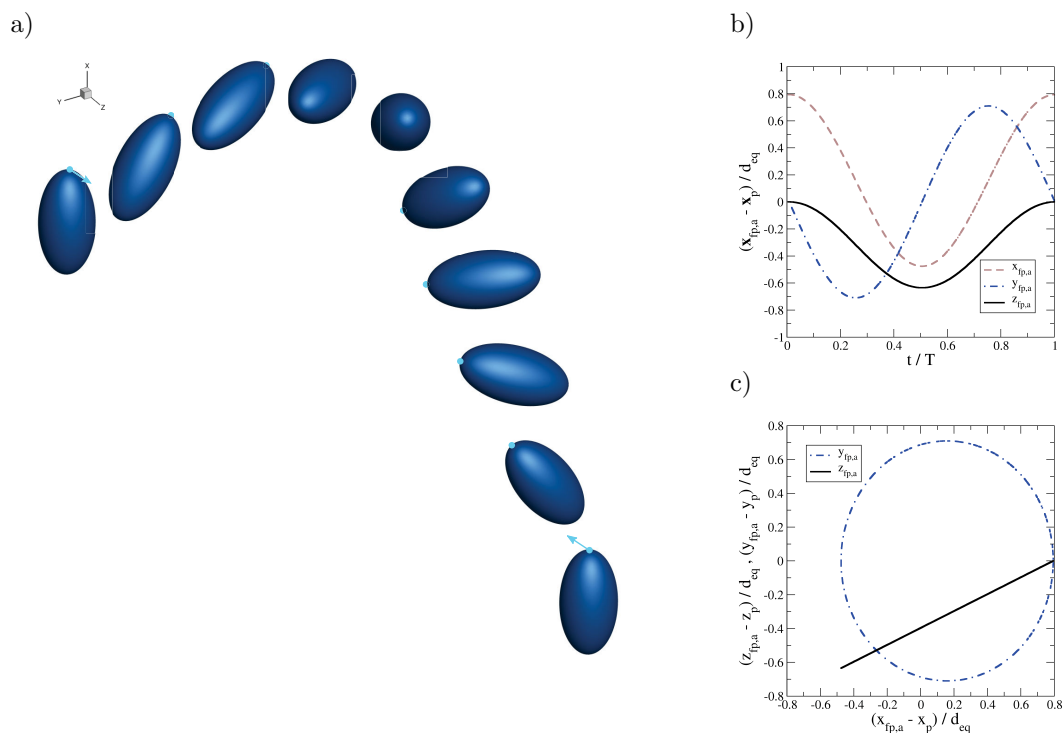 a)
X
Y
Z
b)
(x_fp,a - x_p) / d_eq
1
0.8
0.6
0.4
0.2
0
-0.2
-0.4
-0.6
-0.8
-1
x_fp,a
y_fp,a
z_fp,a
0 0.2 0.4 0.6 0.8 1
t / T
c)
(z_fp,a - z_p) / d_eq , (y_fp,a - y_p) / d_eq
0.8
0.6
0.4
0.2
0
-0.2
-0.4
-0.6
-0.8
y_fp,a
z_fp,a
-0.8 -0.6 -0.4 -0.2 0 0.2 0.4 0.6 0.8
(x_fp,a - x_p) / d_eq